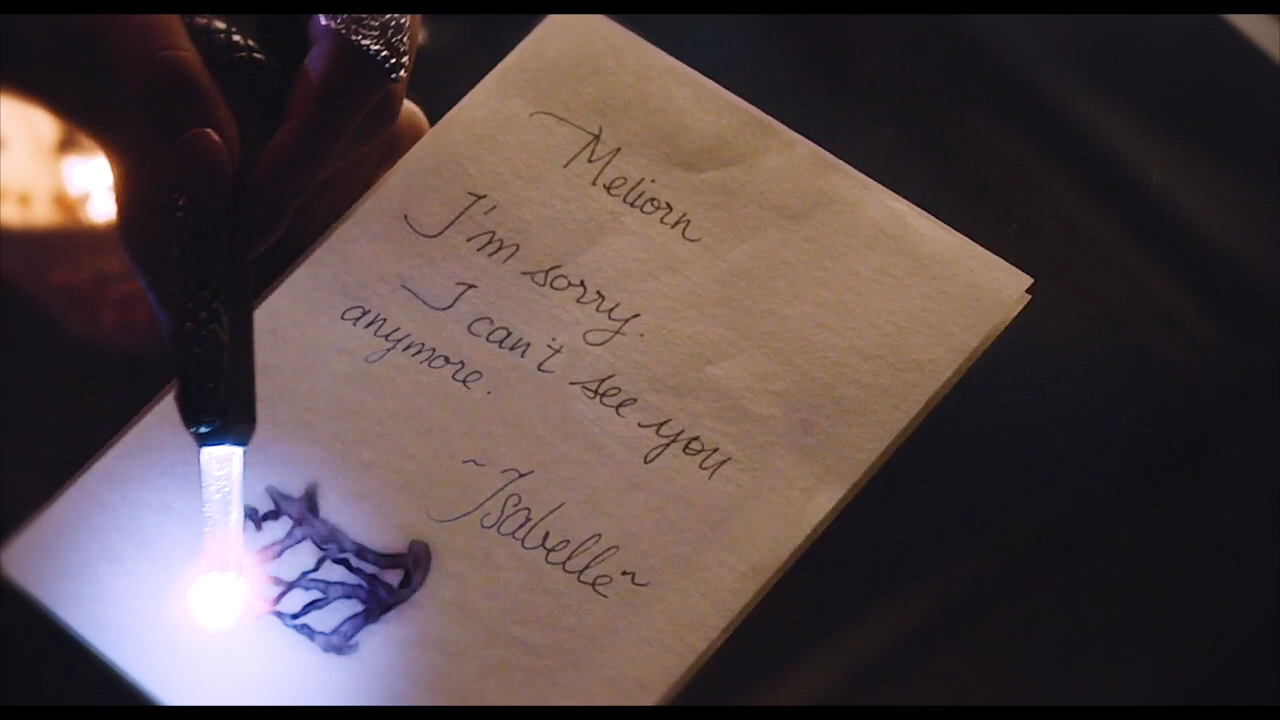 Meliorn
I'm sorry.
I can't see you
anymore.
~Isabelle~